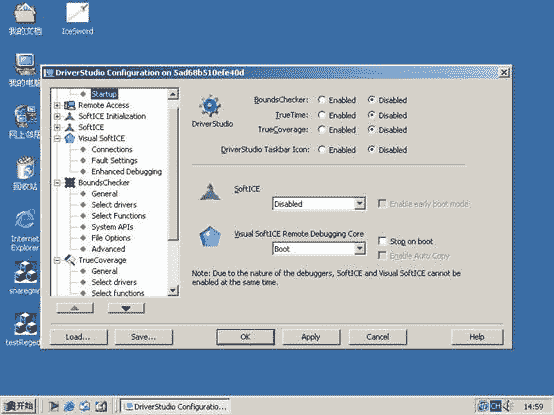 我的文档
IceSword
我的电脑
网上邻居
回收站
Internet
Explorer
testReged
DriverStudio Configuration on 5ad68b510efe40d
Startup
Remote Access
SoftICE Initialization
SoftICE
Visual SoftICE
Connections
Fault Settings
Enhanced Debugging
BoundsChecker
General
Select drivers
Select Functions
System APIs
File Options
Advanced
TrueCoverage
General
Select drivers
Select functions
DriverStudio
BoundsChecker: Enabled Disabled
TrueTime: Enabled Disabled
TrueCoverage: Enabled Disabled
DriverStudio Taskbar Icon: Enabled Disabled
SoftICE
Disabled
Enable early boot mode
Visual SoftICE Remote Debugging Core
Boot
Stop on boot
Enable Auto Copy
Note: Due to the nature of the debuggers, SoftICE and Visual SoftICE cannot be
enabled at the same time.
Load... Save... OK Apply Cancel Help
开始
DriverStudio Configuratio...
CH
14:59